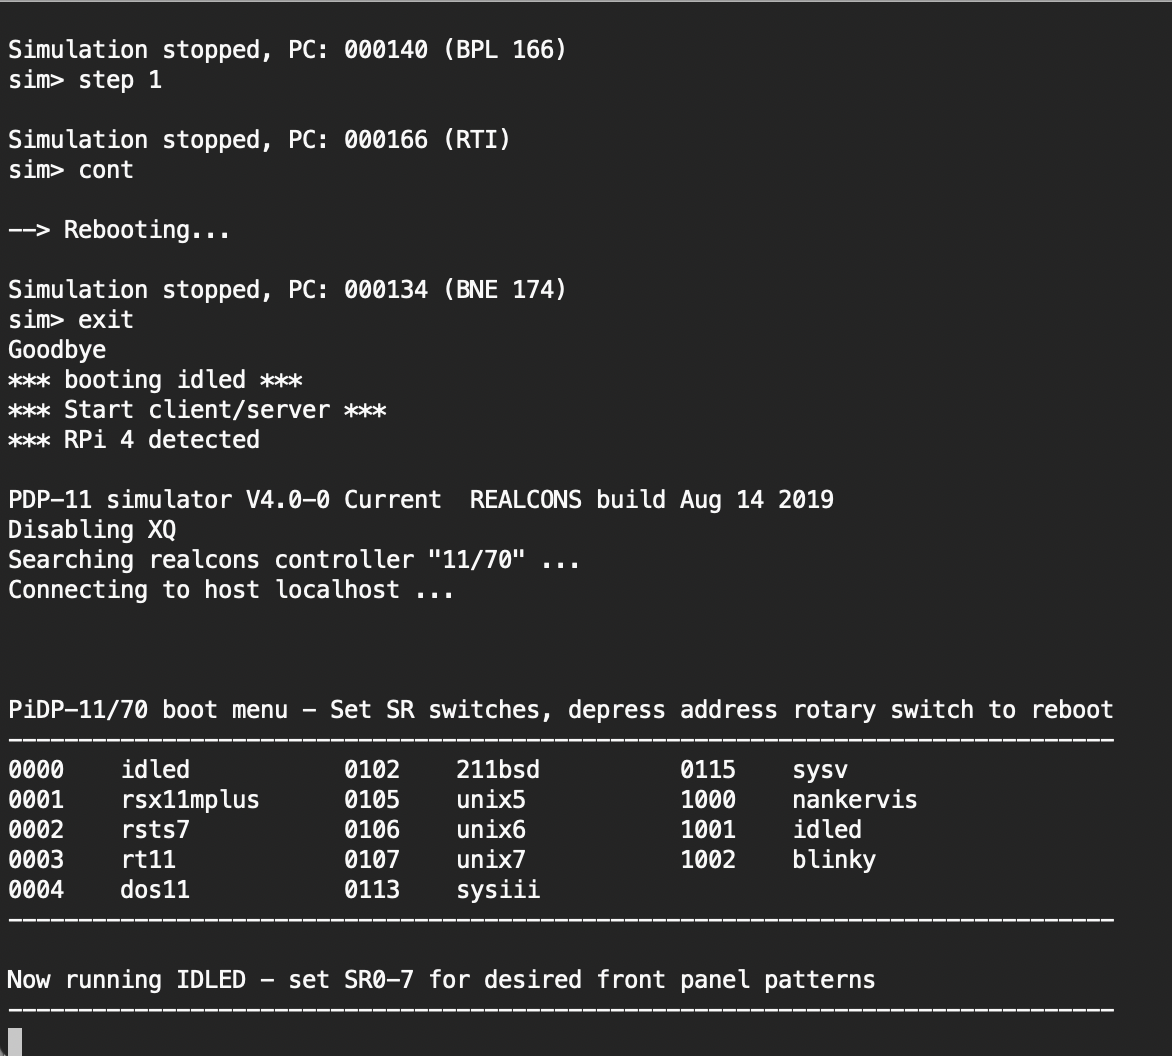 Simulation stopped, PC: 000140 (BPL 166)
sim> step 1
Simulation stopped, PC: 000166 (RTI)
sim> cont
--> Rebooting...
Simulation stopped, PC: 000134 (BNE 174)
sim> exit
Goodbye
*** booting idled ***
*** Start client/server ***
*** RPi 4 detected
PDP-11 simulator V4.0-0 Current  REALCONS build Aug 14 2019
Disabling XQ
Searching realcons controller "11/70" ...
Connecting to host localhost ...
PiDP-11/70 boot menu - Set SR switches, depress address rotary switch to reboot
-------------------------------------------------------------------------------
0000    idled           0102    211bsd          0115    sysv
0001    rsx11mplus      0105    unix5           1000    nankervis
0002    rsts7           0106    unix6           1001    idled
0003    rt11            0107    unix7           1002    blinky
0004    dos11           0113    sysiii
-------------------------------------------------------------------------------
Now running IDLED - set SR0-7 for desired front panel patterns
-------------------------------------------------------------------------------